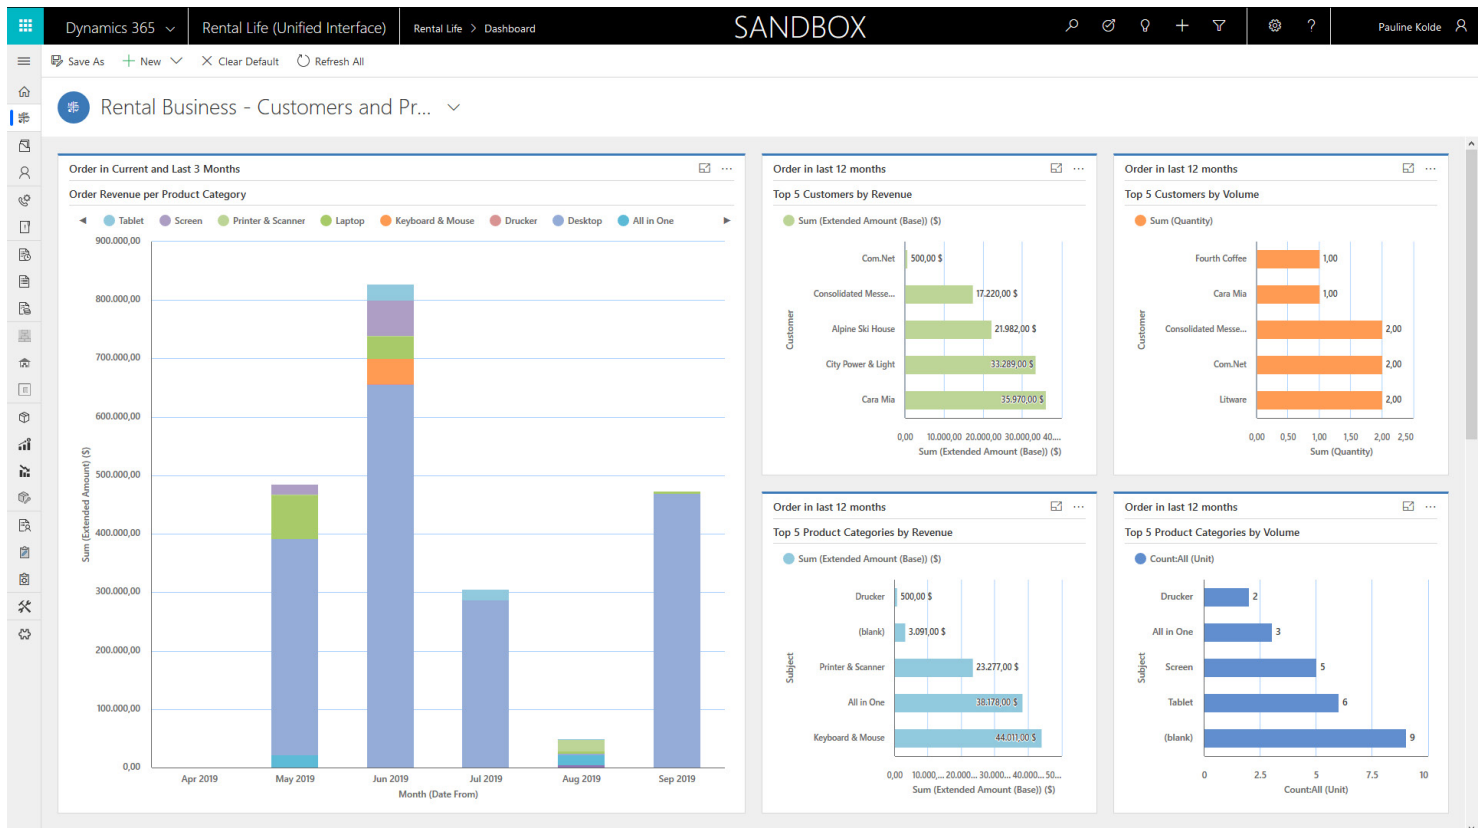 Dynamics 365
Rental Life (Unified Interface)
Rental Life > Dashboard
SANDBOX
?
Pauline Kolde
Save As
New
Clear Default
Refresh All
Rental Business - Customers and Pr...
Order in Current and Last 3 Months
Order Revenue per Product Category
Tablet Screen Printer & Scanner Laptop Keyboard & Mouse Drucker Desktop All in One
900.000,00
800.000,00
700.000,00
600.000,00
500.000,00
400.000,00
300.000,00
200.000,00
100.000,00
0,00
Sum (Extended Amount) ($)
Apr 2019 May 2019 Jun 2019 Jul 2019 Aug 2019 Sep 2019
Month (Date From)
Order in last 12 months
Top 5 Customers by Revenue
Sum (Extended Amount (Base)) ($)
Customer
Com.Net 500,00 $
Consolidated Messe... 17.220,00 $
Alpine Ski House 21.982,00 $
City Power & Light 33.289,00 $
Cara Mia 35.970,00 $
0,00 10.000,00 20.000,00 30.000,00 40....
Sum (Extended Amount (Base)) ($)
Order in last 12 months
Top 5 Customers by Volume
Sum (Quantity)
Customer
Fourth Coffee 1,00
Cara Mia 1,00
Consolidated Messe... 2,00
Com.Net 2,00
Litware 2,00
0,00 0,50 1,00 1,50 2,00 2,50
Sum (Quantity)
Order in last 12 months
Top 5 Product Categories by Revenue
Sum (Extended Amount (Base)) ($)
Subject
Drucker 500,00 $
(blank) 3.091,00 $
Printer & Scanner 23.277,00 $
All in One 38.178,00 $
Keyboard & Mouse 44.011,00 $
0,00 10.000,... 20.000... 30.000... 40.000... 50...
Sum (Extended Amount (Base)) ($)
Order in last 12 months
Top 5 Product Categories by Volume
Count:All (Unit)
Subject
Drucker 2
All in One 3
Screen 5
Tablet 6
(blank) 9
0 2.5 5 7.5 10
Count:All (Unit)